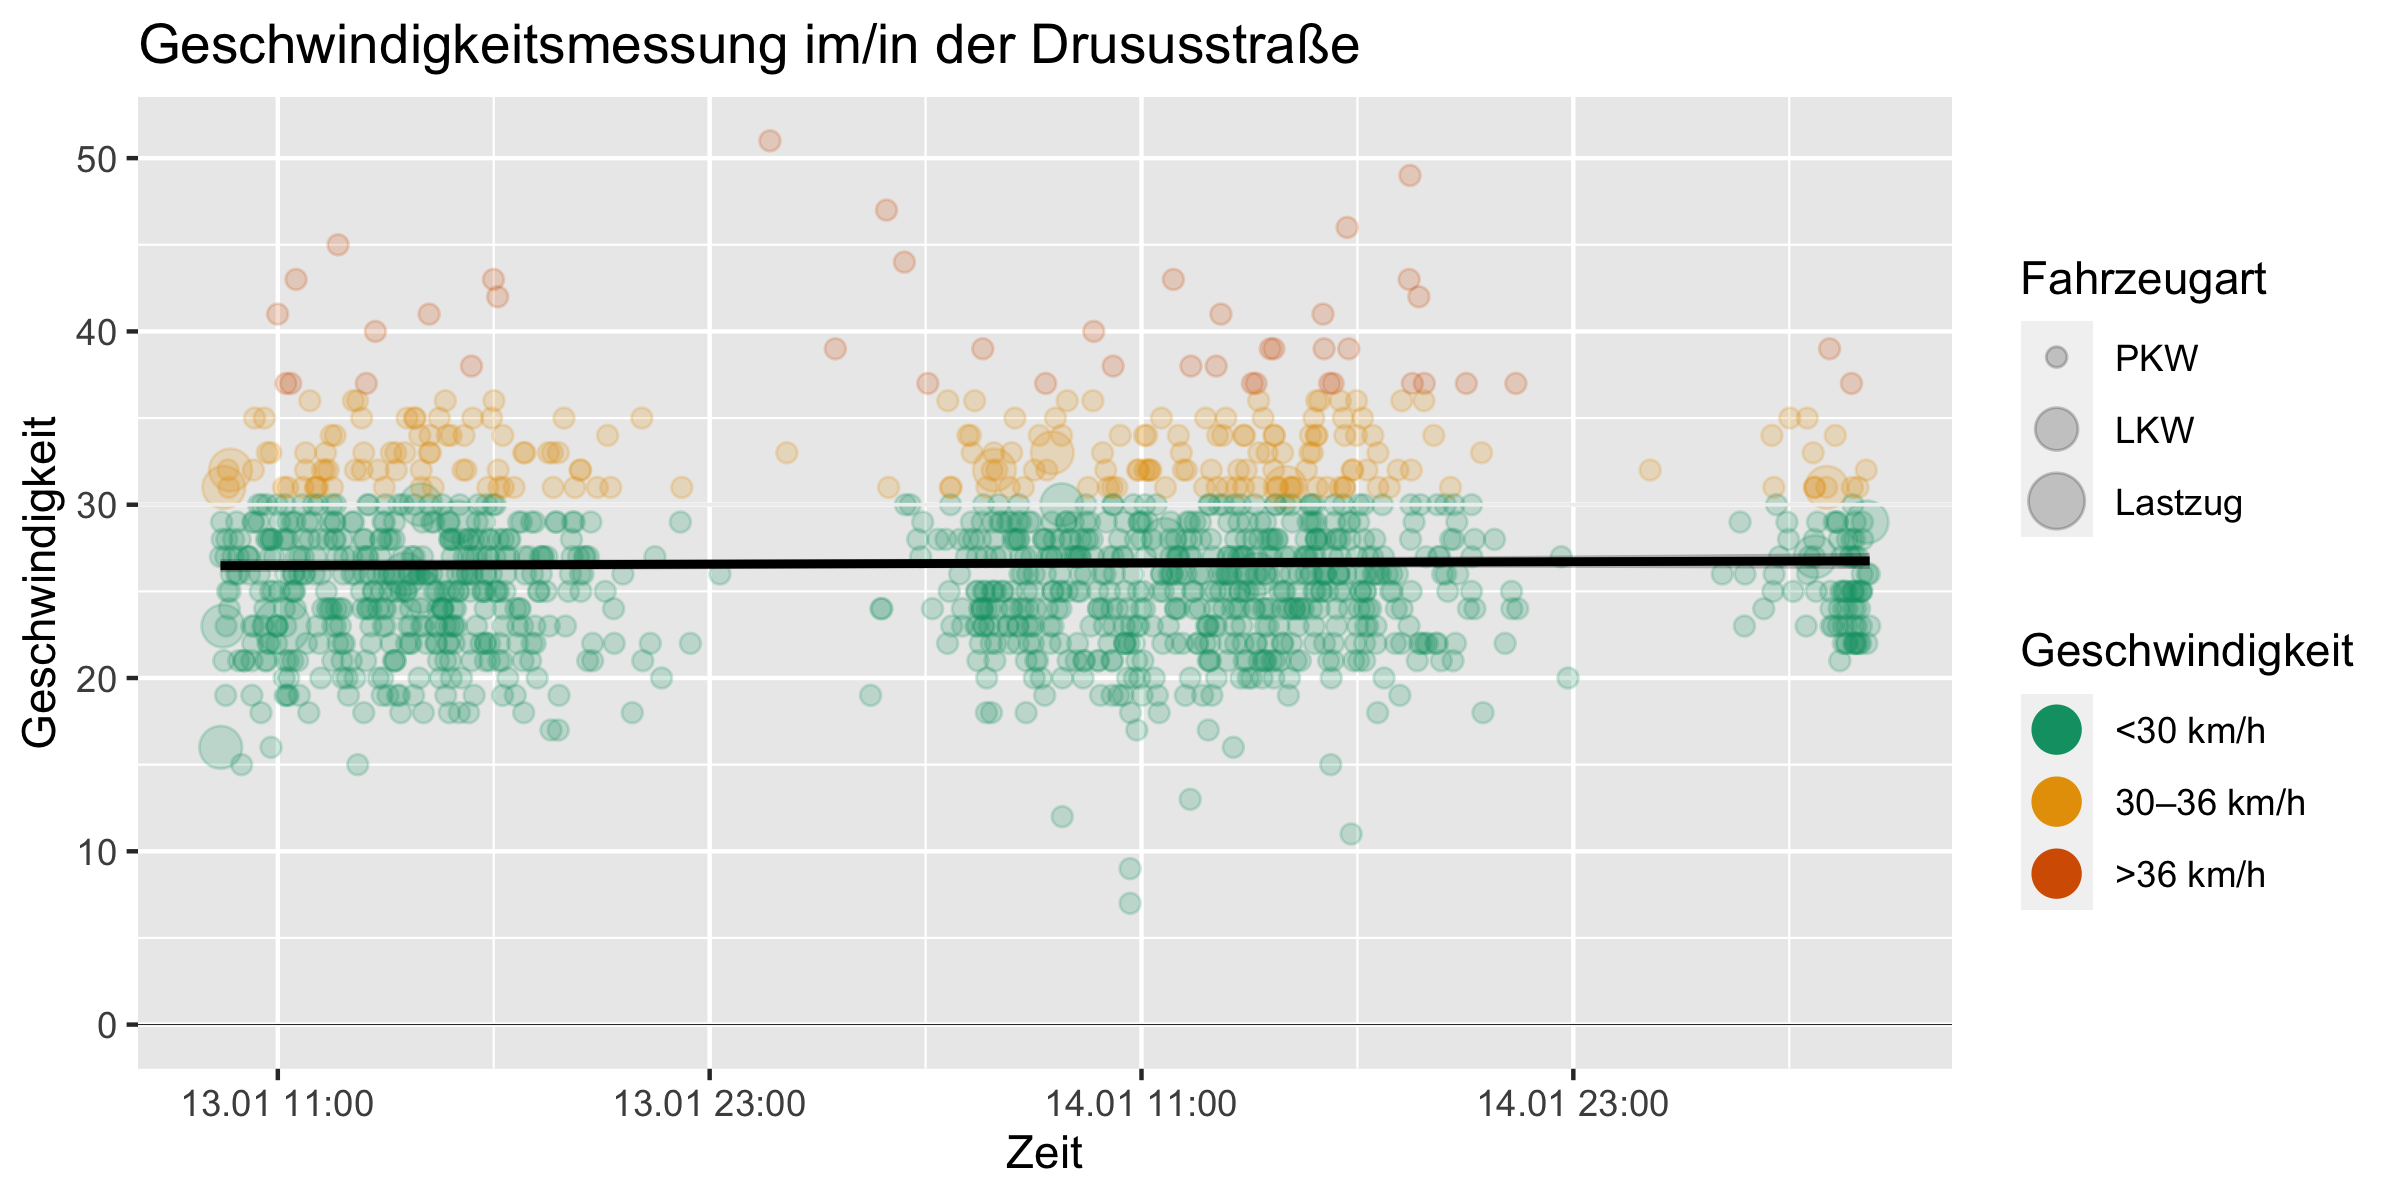 Geschwindigkeitsmessung im/in der Drususstraße
Geschwindigkeit
50
40
30
20
10
0
13.01 11:00
13.01 23:00
14.01 11:00
14.01 23:00
Zeit
Fahrzeugart
PKW
LKW
Lastzug
Geschwindigkeit
<30 km/h
30–36 km/h
>36 km/h